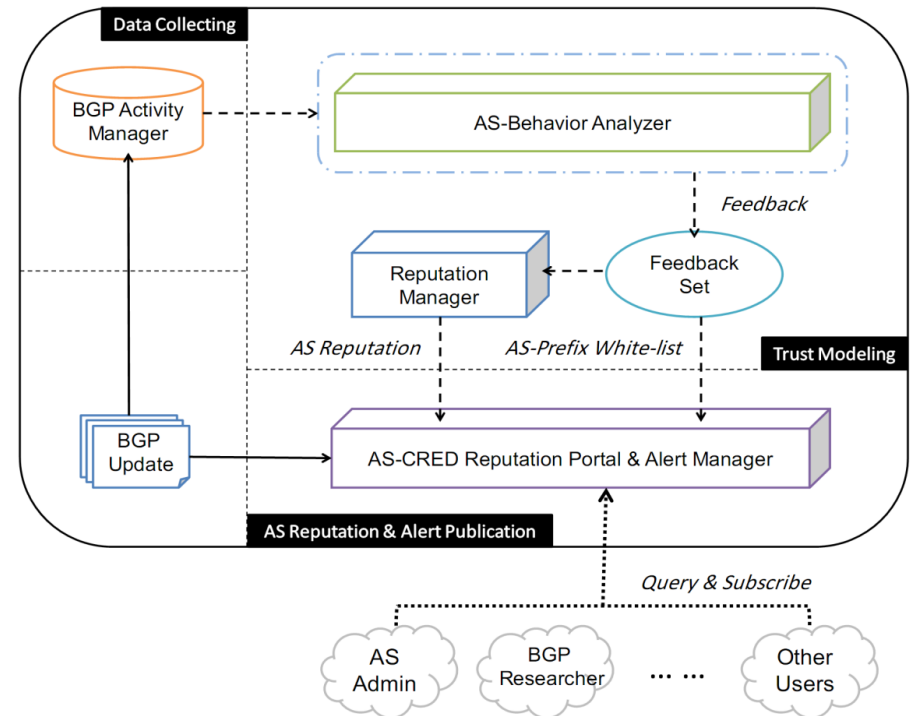 Data Collecting
BGP Activity
Manager
AS-Behavior Analyzer
Feedback
Reputation
Manager
Feedback
Set
AS Reputation
AS-Prefix White-list
Trust Modeling
BGP
Update
AS-CRED Reputation Portal & Alert Manager
AS Reputation & Alert Publication
Query & Subscribe
AS
Admin
BGP
Researcher
... ...
Other
Users